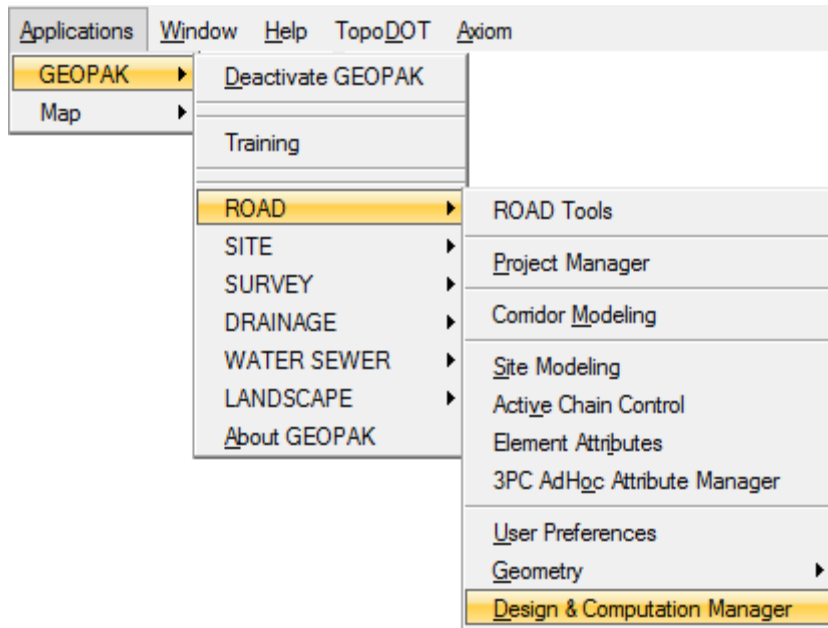 Applications Window Help TopoDOT Axiom
GEOPAK
Map
Deactivate GEOPAK
Training
ROAD
SITE
SURVEY
DRAINAGE
WATER SEWER
LANDSCAPE
About GEOPAK
ROAD Tools
Project Manager
Corridor Modeling
Site Modeling
Active Chain Control
Element Attributes
3PC AdHoc Attribute Manager
User Preferences
Geometry
Design & Computation Manager